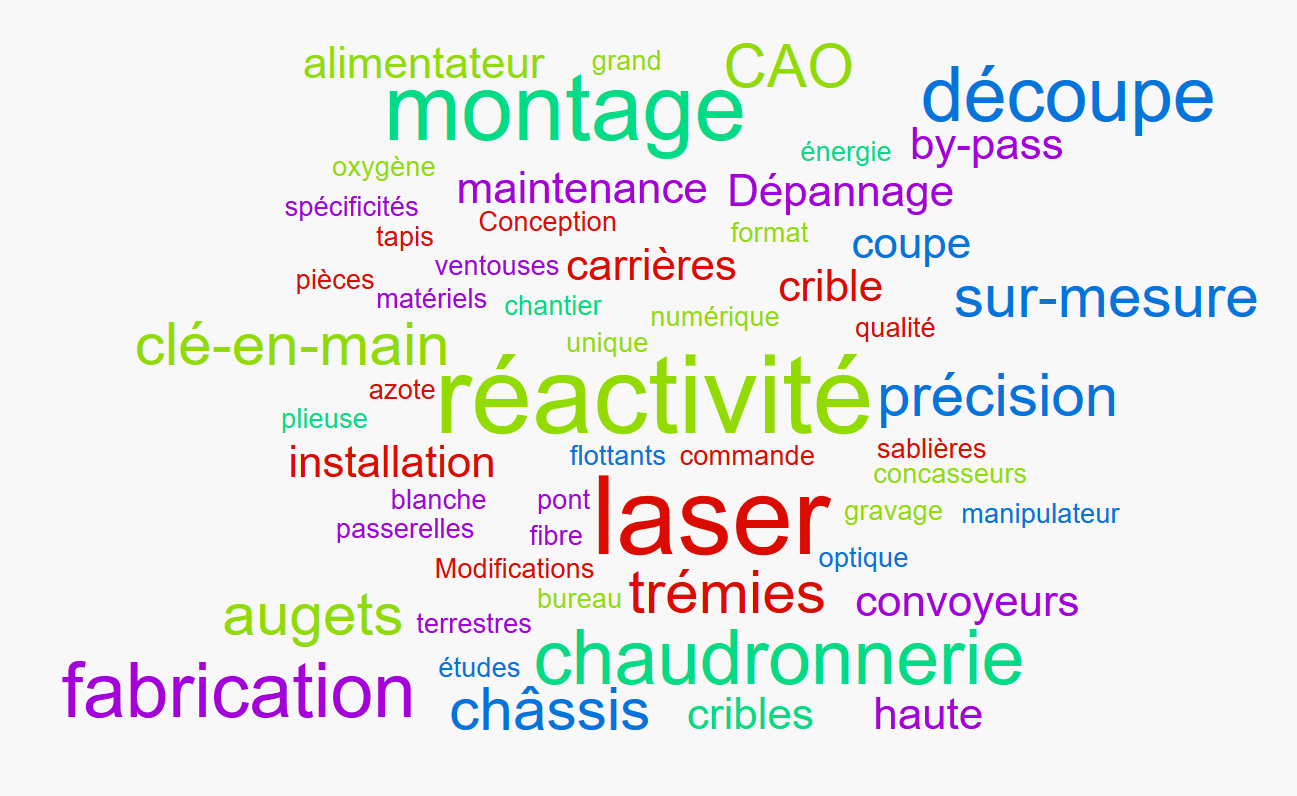 alimentateur
grand
CAO
montage
découpe
énergie
by-pass
oxygène
maintenance
Dépannage
spécificités
Conception
tapis
format
coupe
ventouses
carrières
pièces
crible
matériels
chantier
sur-mesure
numérique
qualité
clé-en-main
unique
azote
réactivité
précision
plieuse
installation
flottants
commande
sablières
concasseurs
blanche
pont
laser
gravage
manipulateur
passerelles
fibre
optique
Modifications
bureau
trémies
convoyeurs
augets
terrestres
chaudronnerie
études
fabrication
châssis
cribles
haute